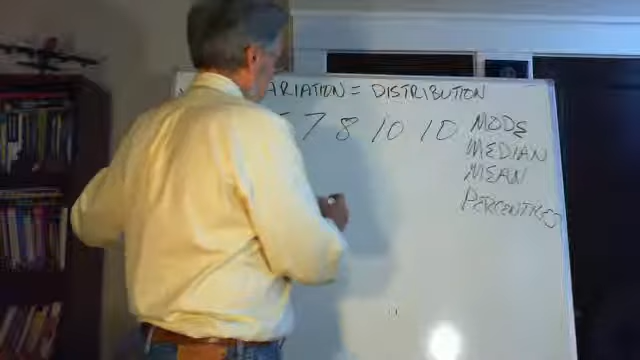 ARIATION = DISTRIBUTION
7 8 10 10
MODE
MEDIAN
MEAN
PERCENTILES